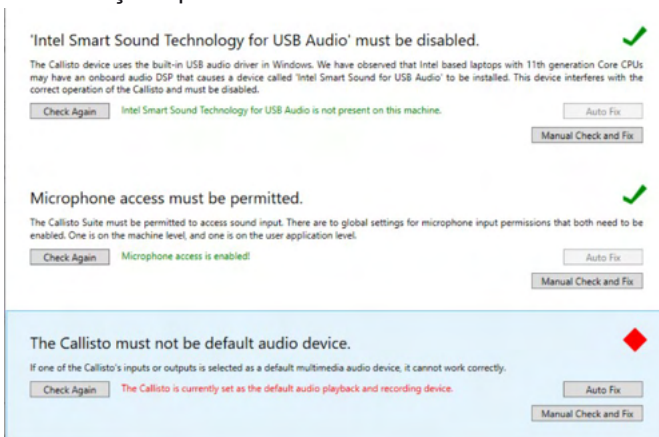 'Intel Smart Sound Technology for USB Audio' must be disabled.
The Callisto device uses the built-in USB audio driver in Windows. We have observed that Intel based laptops with 11th generation Core CPUs
may have an onboard audio DSP that causes a device called 'Intel Smart Sound for USB Audio' to be installed. This device interferes with the
correct operation of the Callisto and must be disabled.
Check Again Intel Smart Sound Technology for USB Audio is not present on this machine. Auto Fix
Manual Check and Fix
Microphone access must be permitted.
The Callisto Suite must be permitted to access sound input. There are to global settings for microphone input permissions that both need to be
enabled. One is on the machine level, and one is on the user application level.
Check Again Microphone access is enabled! Auto Fix
Manual Check and Fix
The Callisto must not be default audio device.
If one of the Callisto's inputs or outputs is selected as a default multimedia audio device, it cannot work correctly.
Check Again The Callisto is currently set as the default audio playback and recording device. Auto Fix
Manual Check and Fix